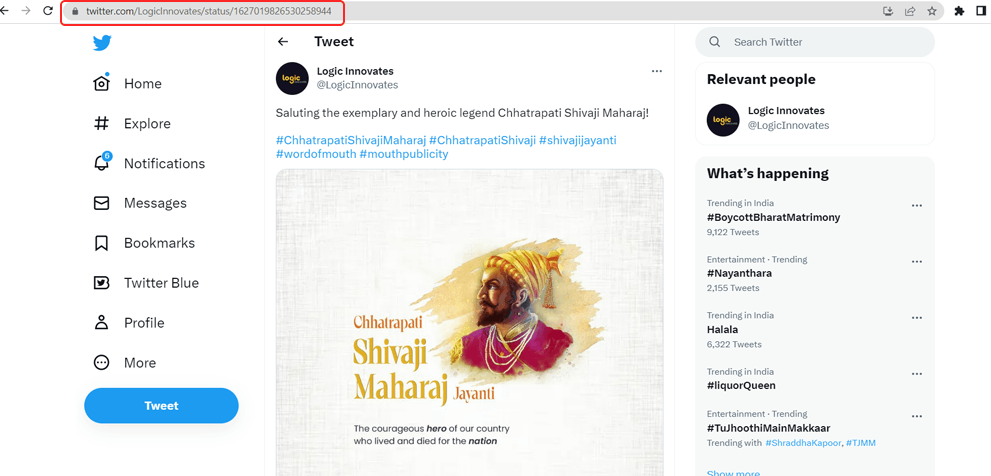 twitter.com/LogicInnovates/status/1627019826530258944
Home
Explore
6
Notifications
Messages
Bookmarks
Twitter Blue
Profile
More
Tweet
Tweet
logic
Logic Innovates
@LogicInnovates
Saluting the exemplary and heroic legend Chhatrapati Shivaji Maharaj!
#ChhatrapatiShivajiMaharaj #ChhatrapatiShivaji #shivajijayanti
#wordofmouth #mouthpublicity
Chhatrapati
Shivaji
Maharaj Jayanti
The courageous hero of our country
who lived and died for the nation
Search Twitter
Relevant people
logic
Logic Innovates
@LogicInnovates
What's happening
Trending in India
#BoycottBharatMatrimony
9,122 Tweets
Entertainment · Trending
#Nayanthara
2,155 Tweets
Trending in India
Halala
6,322 Tweets
Trending in India
#liquorQueen
Entertainment · Trending
#TuJhoothiMainMakkaar
Trending with #ShraddhaKapoor, #TJMM
Show more